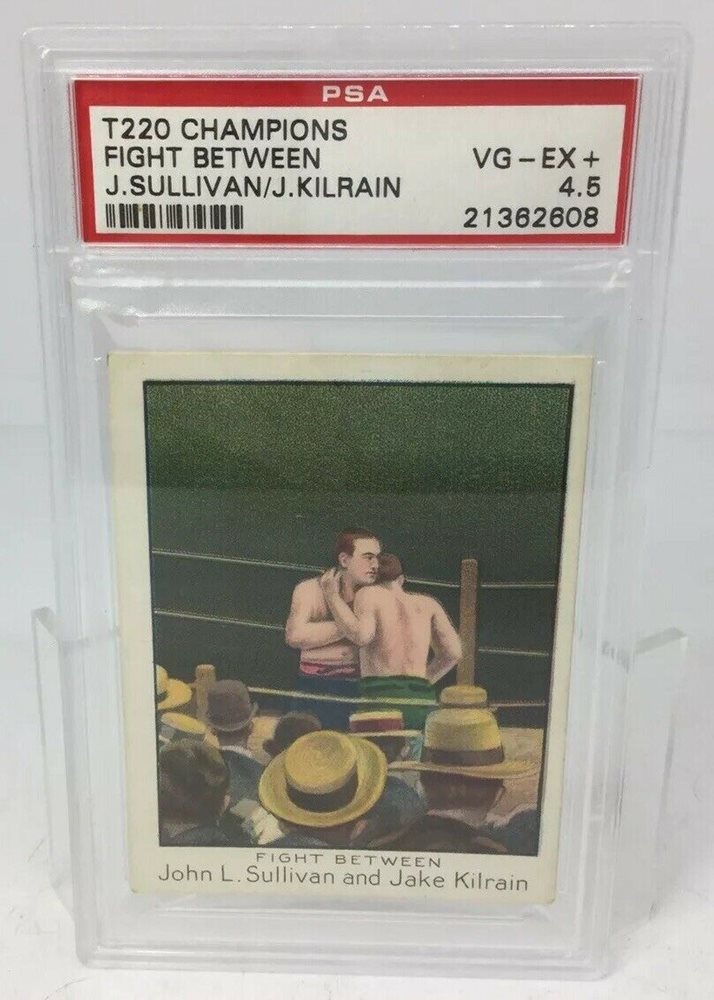 PSA
T220 CHAMPIONS
FIGHT BETWEEN VG-EX+
J.SULLIVAN/J.KILRAIN 4.5
21362608
FIGHT BETWEEN
John L. Sullivan and Jake Kilrain